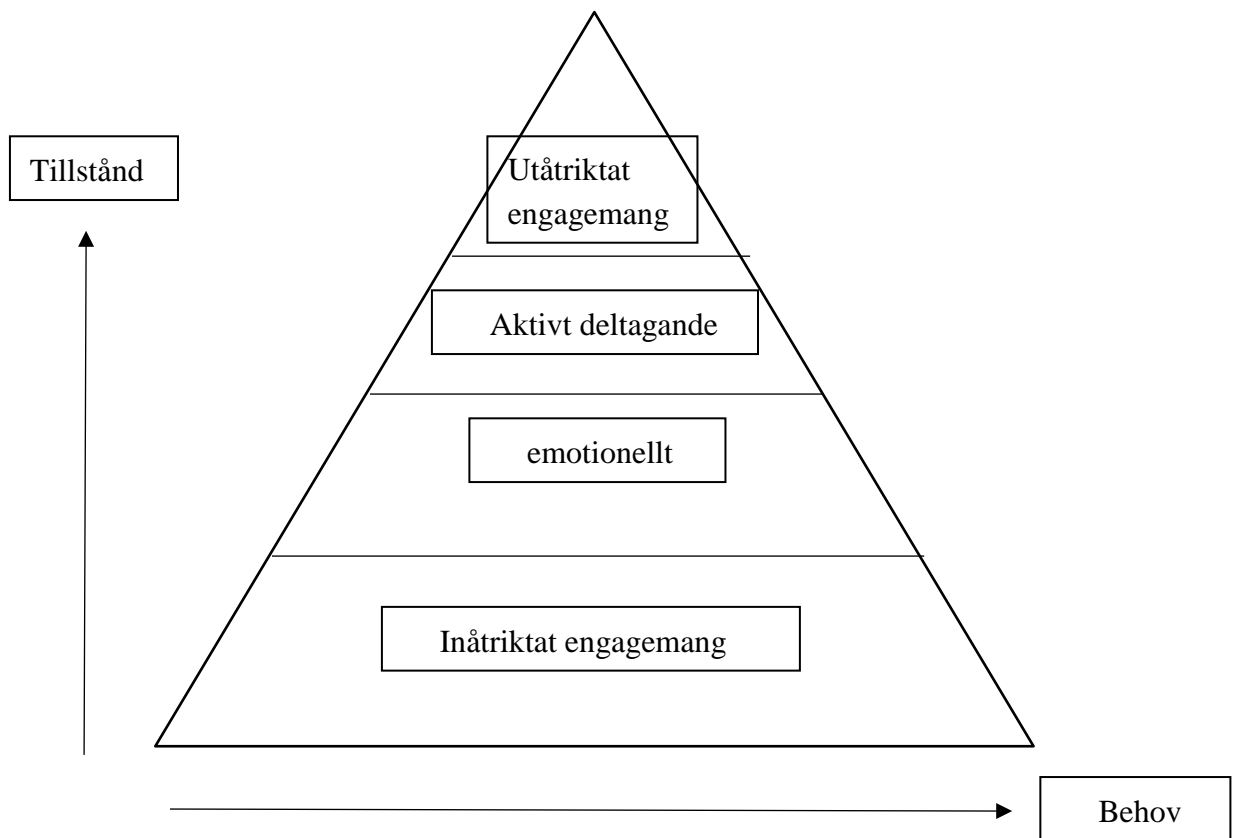 Tillstånd
Utåtriktat
engagemang
Aktivt deltagande
emotionellt
Inåtriktat engagemang
Behov